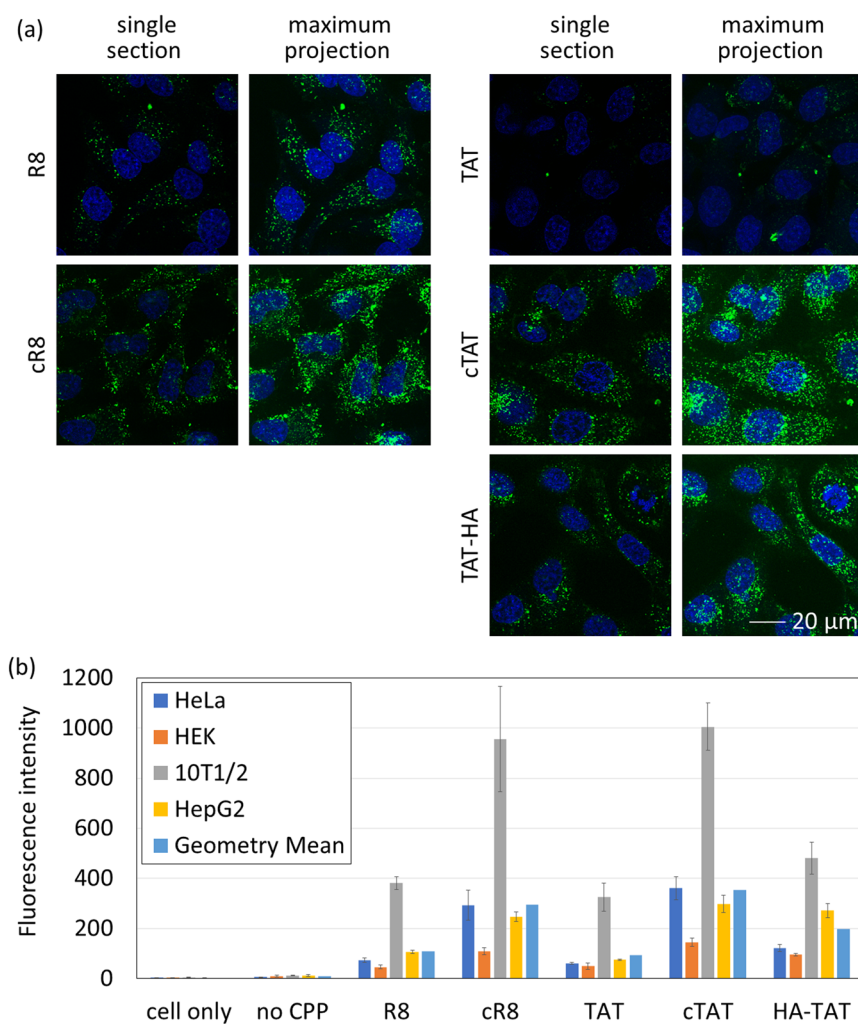 (a)
single section
maximum projection
single section
maximum projection
R8
TAT
cR8
cTAT
TAT-HA
20 μm
(b)
Fluorescence intensity
1200
1000
800
600
400
200
0
HeLa
HEK
10T1/2
HepG2
Geometry Mean
cell only
no CPP
R8
cR8
TAT
cTAT
HA-TAT